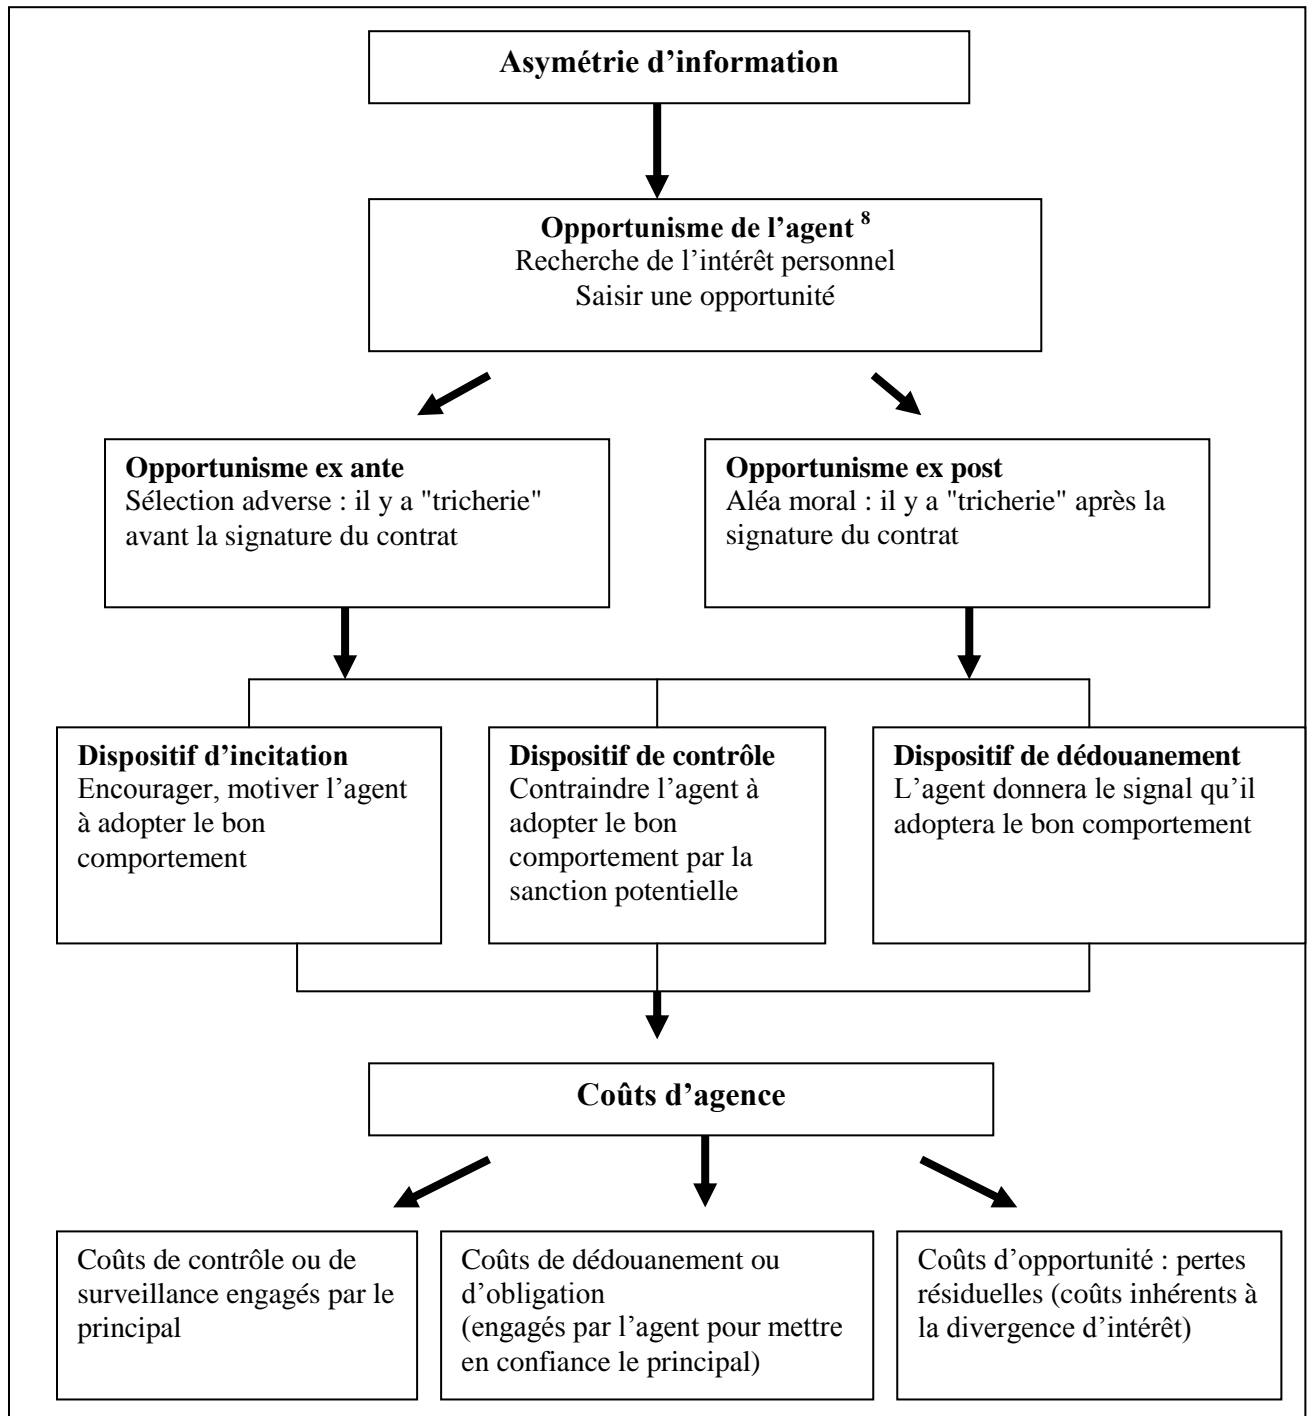 Asymétrie d’information
Opportunisme de l’agent 8
Recherche de l’intérêt personnel
Saisir une opportunité
Opportunisme ex ante
Sélection adverse : il y a "tricherie"
avant la signature du contrat
Opportunisme ex post
Aléa moral : il y a "tricherie" après la
signature du contrat
Dispositif d’incitation
Encourager, motiver l’agent
à adopter le bon
comportement
Dispositif de contrôle
Contraindre l’agent à
adopter le bon
comportement par la
sanction potentielle
Dispositif de dédouanement
L’agent donnera le signal qu’il
adoptera le bon comportement
Coûts d’agence
Coûts de contrôle ou de
surveillance engagés par le
principal
Coûts de dédouanement ou
d’obligation
(engagés par l’agent pour mettre
en confiance le principal)
Coûts d’opportunité : pertes
résiduelles (coûts inhérents à
la divergence d’intérêt)